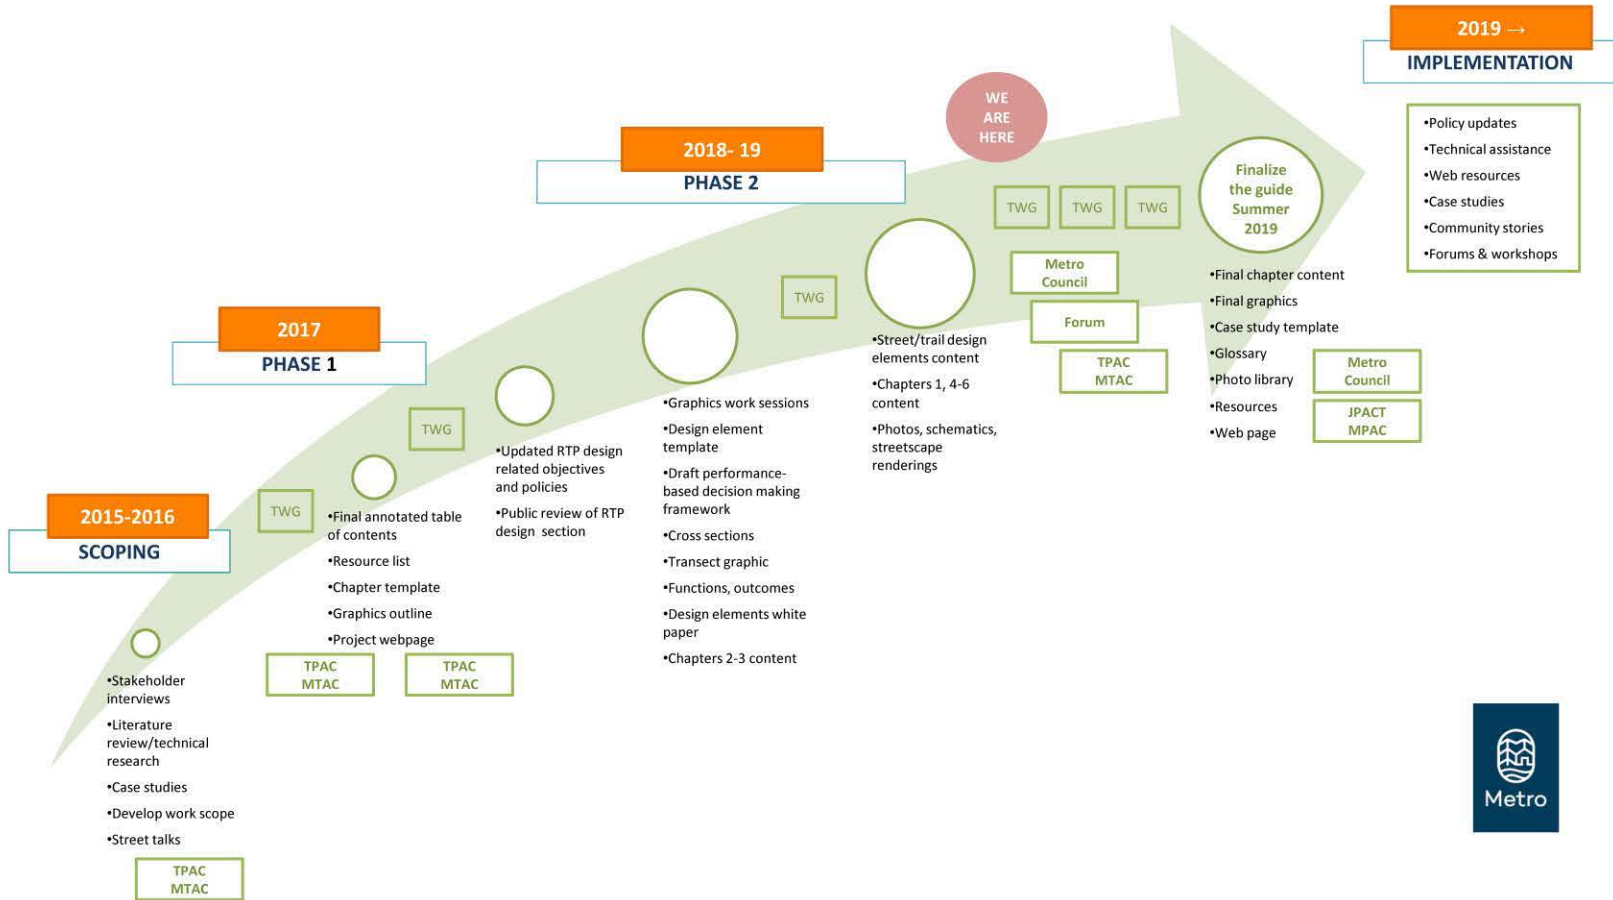 2015-2016
SCOPING
•Stakeholder
interviews
•Literature
review/technical
research
•Case studies
•Develop work scope
•Street talks
TPAC
MTAC
2017
PHASE 1
TWG
•Final annotated table
of contents
•Resource list
•Chapter template
•Graphics outline
•Project webpage
TPAC
MTAC
TPAC
MTAC
TWG
•Updated RTP design
related objectives
and policies
•Public review of RTP
design section
2018- 19
PHASE 2
•Graphics work sessions
•Design element
template
•Draft performance-
based decision making
framework
•Cross sections
•Transect graphic
•Functions, outcomes
•Design elements white
paper
•Chapters 2-3 content
TWG
•Street/trail design
elements content
•Chapters 1, 4-6
content
•Photos, schematics,
streetscape
renderings
WE
ARE
HERE
TWG TWG TWG
Metro
Council
Forum
TPAC
MTAC
Finalize
the guide
Summer
2019
•Final chapter content
•Final graphics
•Case study template
•Glossary
•Photo library
•Resources
•Web page
Metro
Council
JPACT
MPAC
2019 →
IMPLEMENTATION
•Policy updates
•Technical assistance
•Web resources
•Case studies
•Community stories
•Forums & workshops
Metro